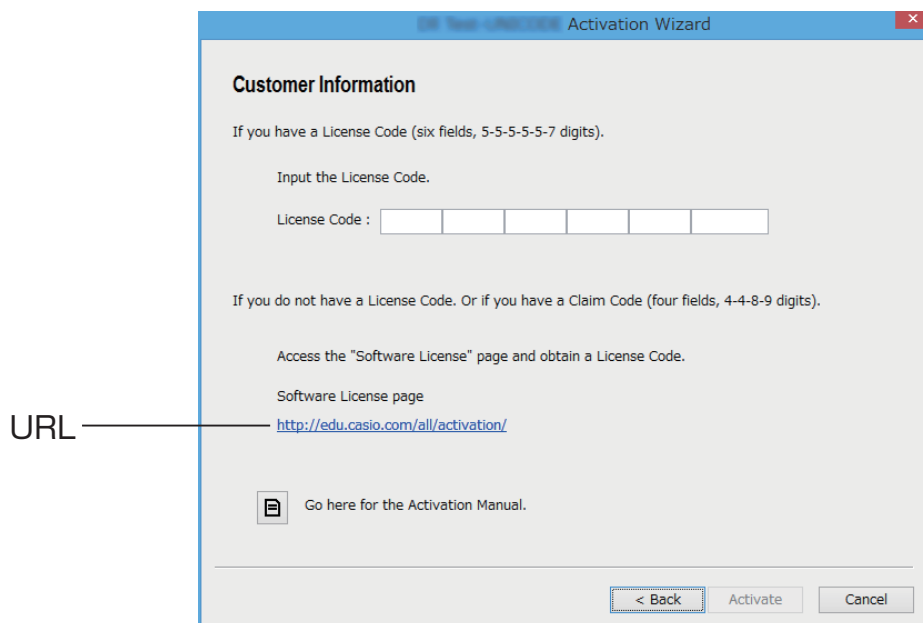 Activation Wizard
Customer Information
If you have a License Code (six fields, 5-5-5-5-5-7 digits).
Input the License Code.
License Code :
If you do not have a License Code. Or if you have a Claim Code (four fields, 4-4-8-9 digits).
Access the "Software License" page and obtain a License Code.
Software License page
URL
http://edu.casio.com/all/activation/
Go here for the Activation Manual.
< Back Activate Cancel